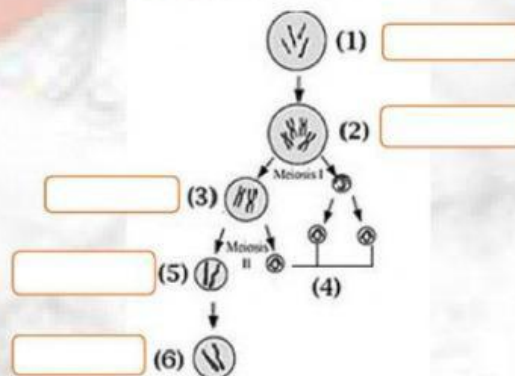 (1)
(2)
Meiosis I
(3)
Meiosis
II
(5)
(4)
(6)